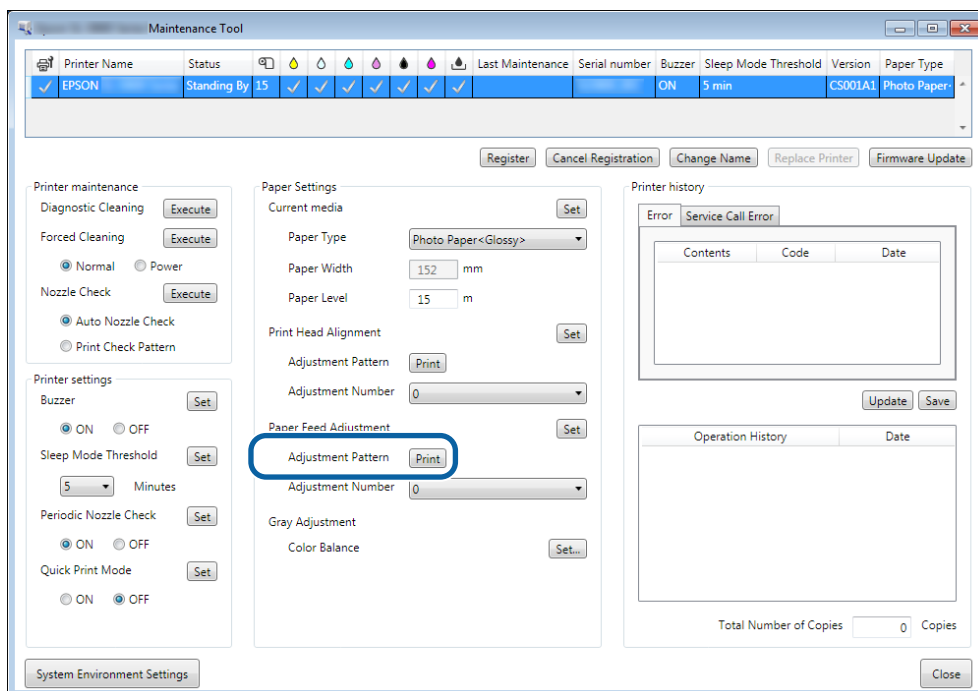 Maintenance Tool
Printer Name Status Last Maintenance Serial number Buzzer Sleep Mode Threshold Version Paper Type
EPSON Standing By 15 ON 5 min CS001A1 Photo Paper
Register Cancel Registration Change Name Replace Printer Firmware Update
Printer maintenance
Diagnostic Cleaning Execute
Forced Cleaning Execute
Normal Power
Nozzle Check Execute
Auto Nozzle Check
Print Check Pattern
Printer settings
Buzzer Set
ON OFF
Sleep Mode Threshold Set
5 Minutes
Periodic Nozzle Check Set
ON OFF
Quick Print Mode Set
ON OFF
System Environment Settings
Paper Settings
Current media Set
Paper Type Photo Paper<Glossy>
Paper Width 152 mm
Paper Level 15 m
Print Head Alignment Set
Adjustment Pattern Print
Adjustment Number 0
Paper Feed Adjustment Set
Adjustment Pattern Print
Adjustment Number 0
Gray Adjustment
Color Balance Set...
Printer history
Error Service Call Error
Contents Code Date
Update Save
Operation History Date
Total Number of Copies 0 Copies
Close